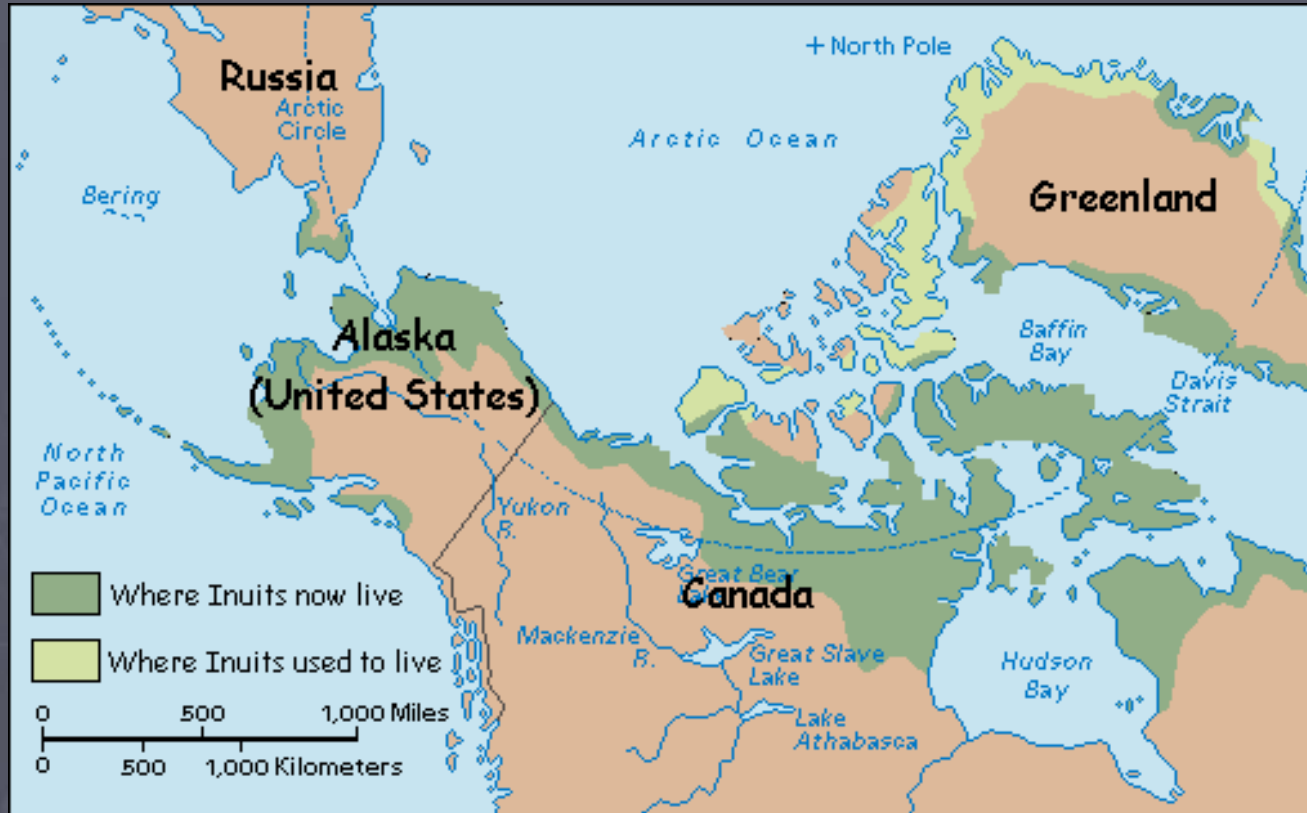 + North Pole
Russia
Arctic
Circle
Arctic Ocean
Bering
Greenland
Alaska
(United States)
Baffin
Bay
Davis
Strait
North
Pacific
Ocean
Yukon
R.
Great Bear
Canada
Where Inuits now live
Where Inuits used to live
Mackenzie
R.
Great Slave
Lake
Hudson
Bay
Lake
Athabasca
0 500 1,000 Miles
0 500 1,000 Kilometers